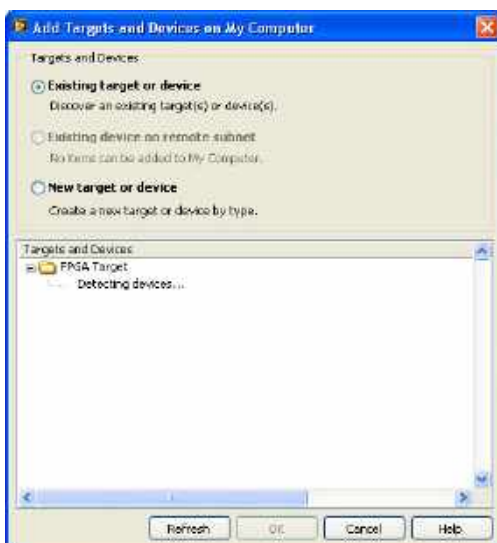 Add Targets and Devices on My Computer
Targets and Devices
Existing target or device
Discover an existing target(s) or device(s).
Existing device on remote subnet
No items can be added to My Computer.
New target or device
Create a new target or device by type.
Targets and Devices
FPGA Target
Detecting devices...
Refresh
OK
Cancel
Help